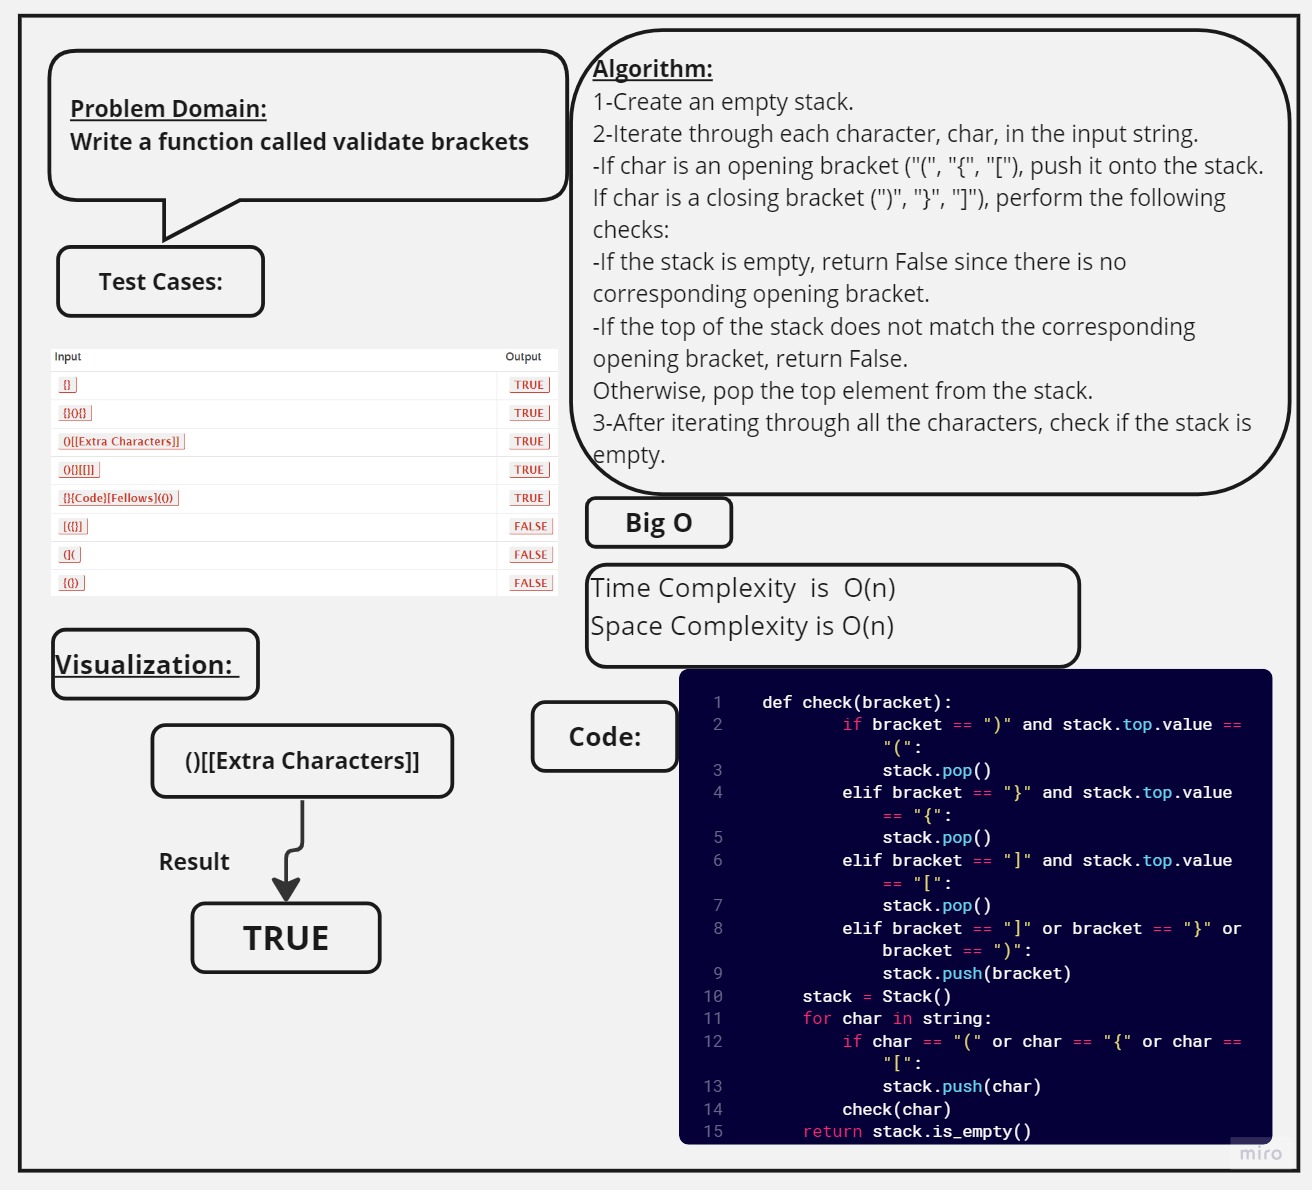 Problem Domain:
Write a function called validate brackets
Test Cases:
Input Output
{} TRUE
{}(){} TRUE
()[[Extra Characters]] TRUE
(){}[[]] TRUE
{}{Code}[Fellows](()) TRUE
[({}] FALSE
(]( FALSE
{(}) FALSE
Visualization:
()[[Extra Characters]]
Result
TRUE
Algorithm:
1-Create an empty stack.
2-Iterate through each character, char, in the input string.
-If char is an opening bracket ("(", "{", "["), push it onto the stack.
If char is a closing bracket (")", "}", "]"), perform the following
checks:
-If the stack is empty, return False since there is no
corresponding opening bracket.
-If the top of the stack does not match the corresponding
opening bracket, return False.
Otherwise, pop the top element from the stack.
3-After iterating through all the characters, check if the stack is
empty.
Big O
Time Complexity  is  O(n)
Space Complexity is O(n)
Code:
1 def check(bracket):
2 if bracket == ")" and stack.top.value ==
"(":
3 stack.pop()
4 elif bracket == "}" and stack.top.value
== "{":
5 stack.pop()
6 elif bracket == "]" and stack.top.value
== "[":
7 stack.pop()
8 elif bracket == "]" or bracket == "}" or
bracket == ")":
9 stack.push(bracket)
10 stack = Stack()
11 for char in string:
12 if char == "(" or char == "{" or char ==
"[":
13 stack.push(char)
14 check(char)
15 return stack.is_empty()
miro